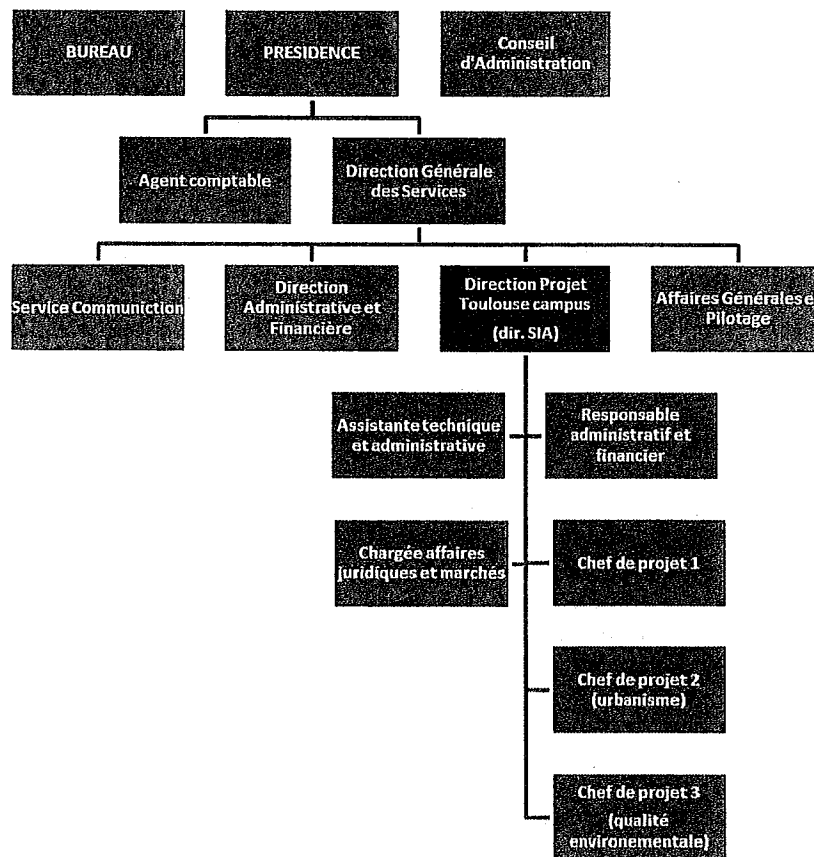 BUREAU
PRESIDENCE
Conseil
d'Administration
Agent comptable
Direction Générale
des Services
Service Communiction
Direction
Administrative et
Financière
Direction Projet
Toulouse campus
(dir. SIA)
Affaires Générales e
Pilotage
Assistante technique
et administrative
Responsable
administratif et
financier
Chargée affaires
juridiques et marchés
Chef de projet 1
Chef de projet 2
(urbanisme)
Chef de projet 3
(qualité
environementale)